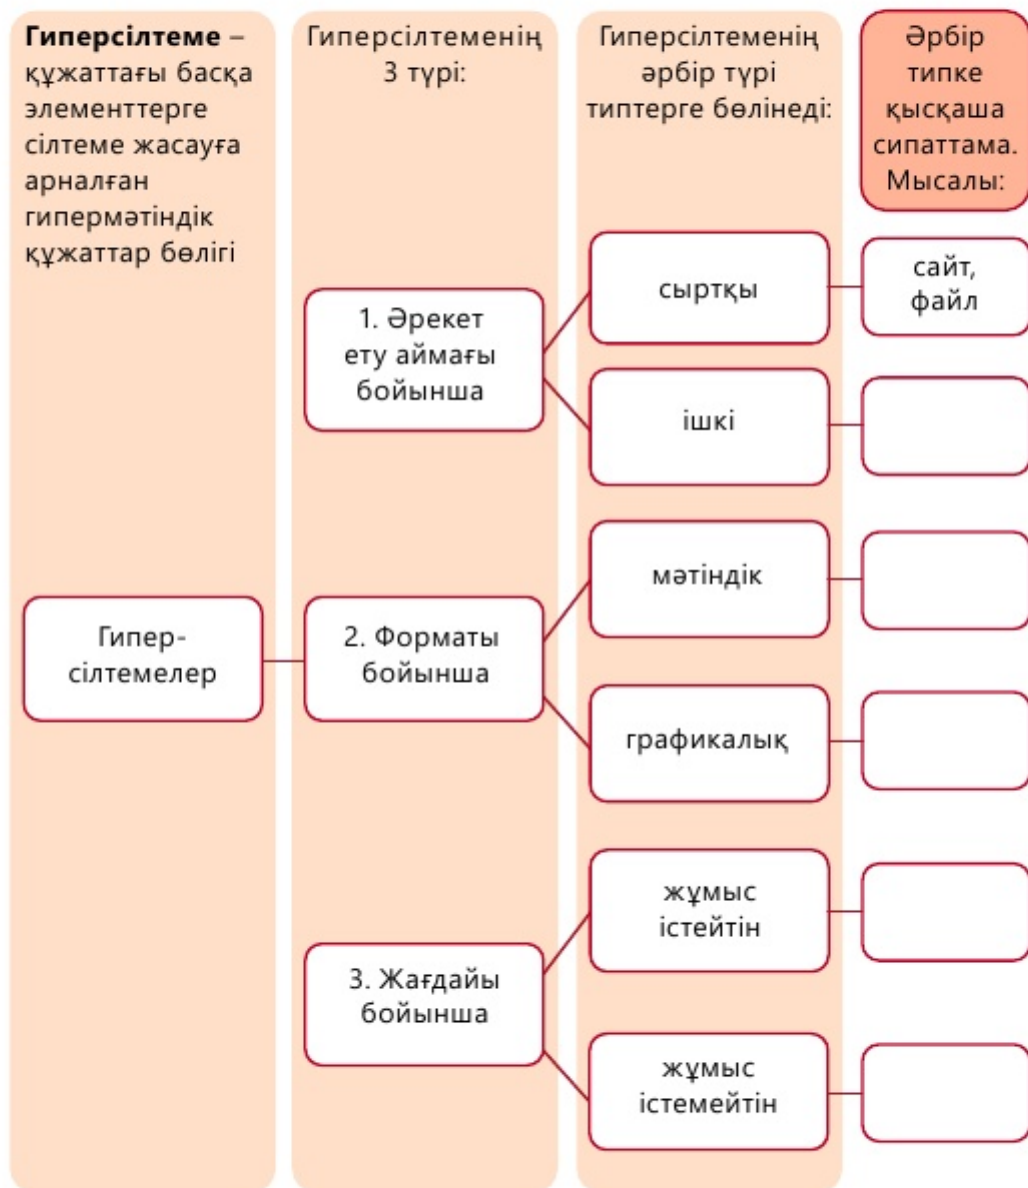 Гиперсілтеме –
құжаттағы басқа
элементтерге
сілтеме жасауға
арналған
гипермәтіндік
құжаттар бөлігі
Гиперсілтеменің
3 түрі:
Гиперсілтеменің
әрбір түрі
типтерге бөлінеді:
Әрбір
типке
қысқаша
сипаттама.
Мысалы:
Гипер-
сілтемелер
1. Әрекет
ету аймағы
бойынша
сыртқы
сайт,
файл
ішкі
2. Форматы
бойынша
мәтіндік
графикалық
3. Жағдайы
бойынша
жұмыс
істейтін
жұмыс
істемейтін